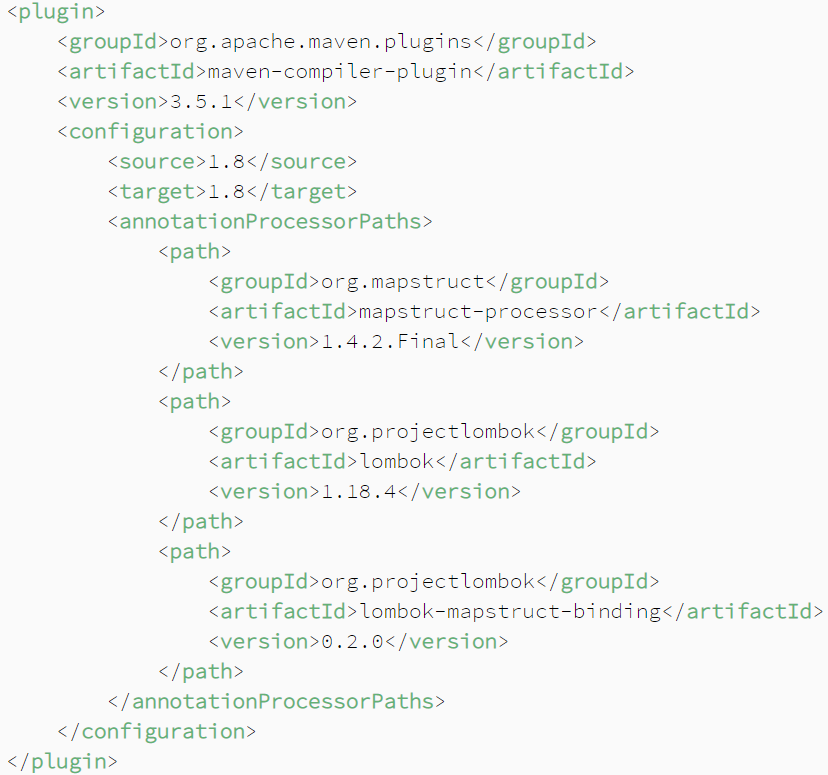 <plugin>
    <groupId>org.apache.maven.plugins</groupId>
    <artifactId>maven-compiler-plugin</artifactId>
    <version>3.5.1</version>
    <configuration>
        <source>1.8</source>
        <target>1.8</target>
        <annotationProcessorPaths>
            <path>
                <groupId>org.mapstruct</groupId>
                <artifactId>mapstruct-processor</artifactId>
                <version>1.4.2.Final</version>
            </path>
            <path>
                <groupId>org.projectlombok</groupId>
                <artifactId>lombok</artifactId>
                <version>1.18.4</version>
            </path>
            <path>
                <groupId>org.projectlombok</groupId>
                <artifactId>lombok-mapstruct-binding</artifactId>
                <version>0.2.0</version>
            </path>
        </annotationProcessorPaths>
    </configuration>
</plugin>